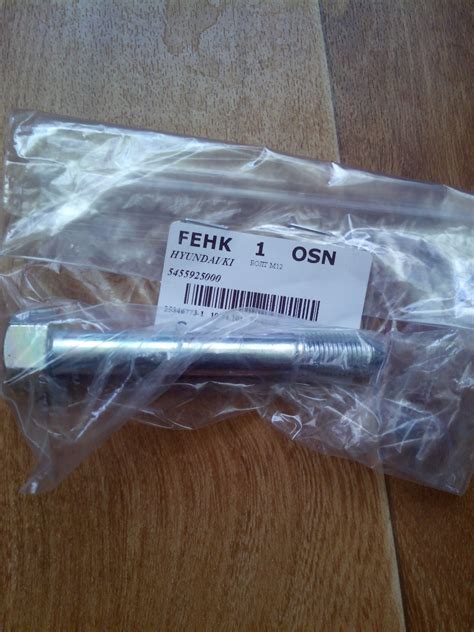 FEHK 1 OSN
HYUNDAI/KI БОЛТ M12
5455925000